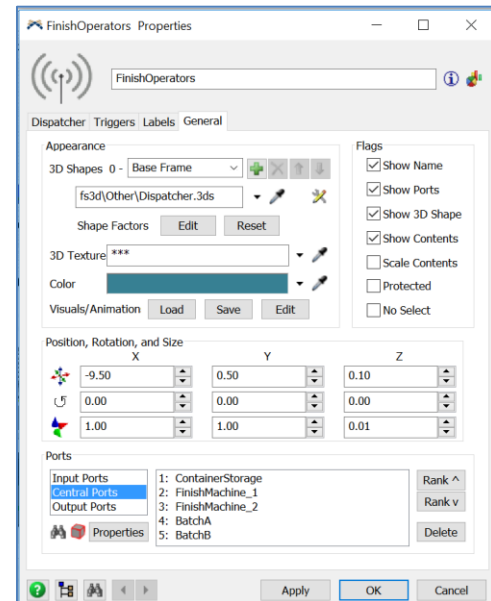 FinishOperators Properties
FinishOperators
Dispatcher Triggers Labels General
Appearance
3D Shapes 0 - Base Frame
fs3d\Other\Dispatcher.3ds
Shape Factors Edit Reset
3D Texture ***
Color
Visuals/Animation Load Save Edit
Flags
Show Name
Show Ports
Show 3D Shape
Show Contents
Scale Contents
Protected
No Select
Position, Rotation, and Size
X Y Z
-9.50 0.50 0.10
0.00 0.00 0.00
1.00 1.00 0.01
Ports
Input Ports
Central Ports
Output Ports
Properties
1: ContainerStorage
2: FinishMachine_1
3: FinishMachine_2
4: BatchA
5: BatchB
Rank ^
Rank v
Delete
Apply OK Cancel